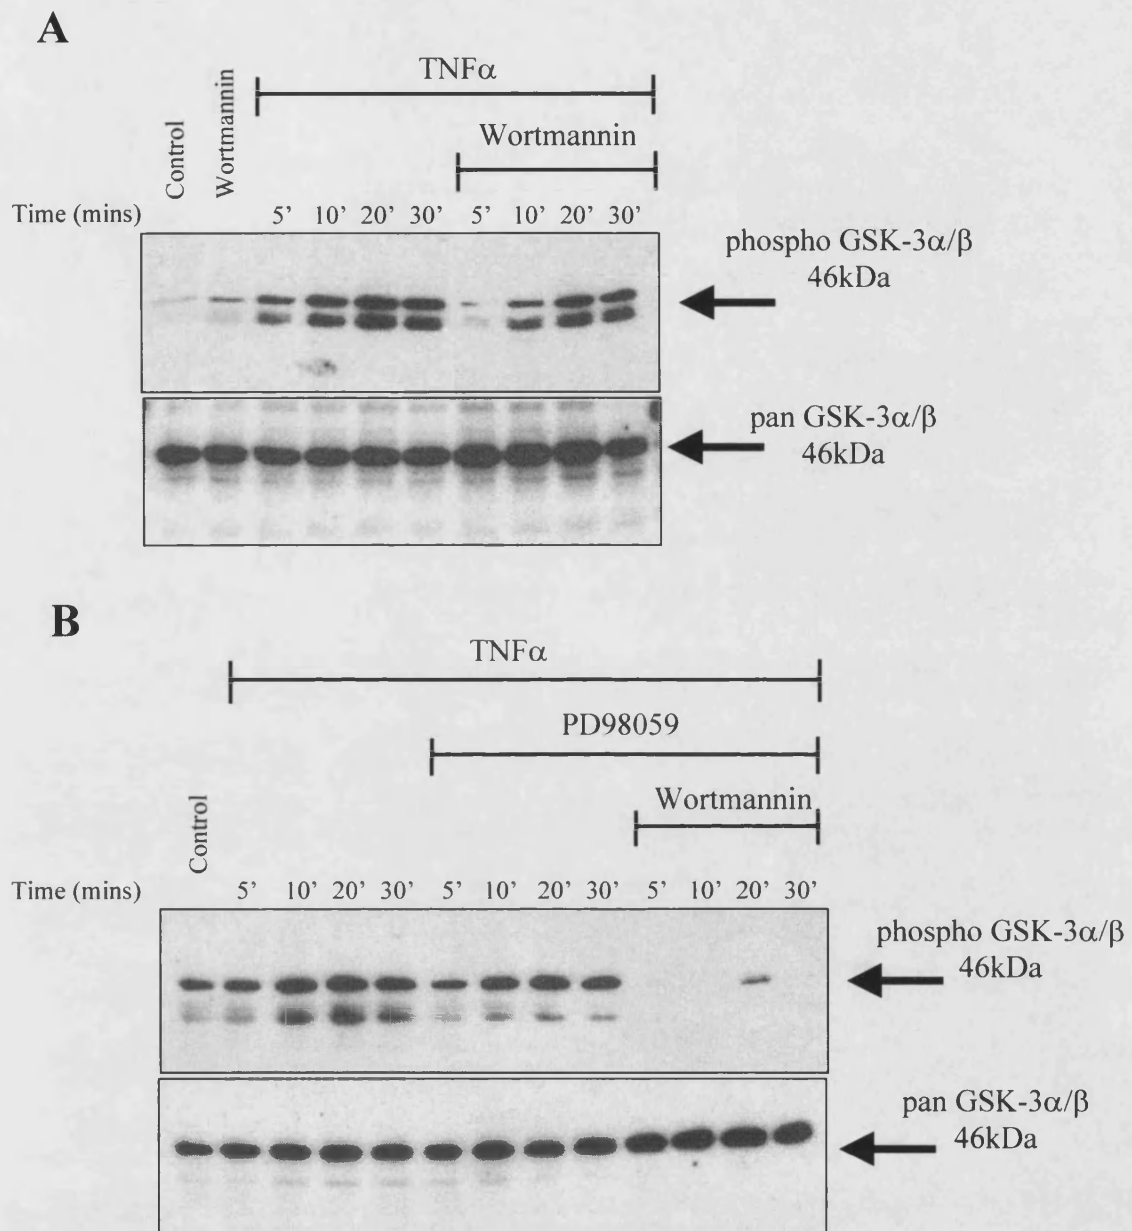 A
TNFα
Wortmannin
Control
Wortmannin
Time (mins) 5’ 10’ 20’ 30’ 5’ 10’ 20’ 30’
phospho GSK-3α/β
46kDa
pan GSK-3α/β
46kDa
B
TNFα
PD98059
Wortmannin
Control
Time (mins) 5’ 10’ 20’ 30’ 5’ 10’ 20’ 30’ 5’ 10’ 20’ 30’
phospho GSK-3α/β
46kDa
pan GSK-3α/β
46kDa